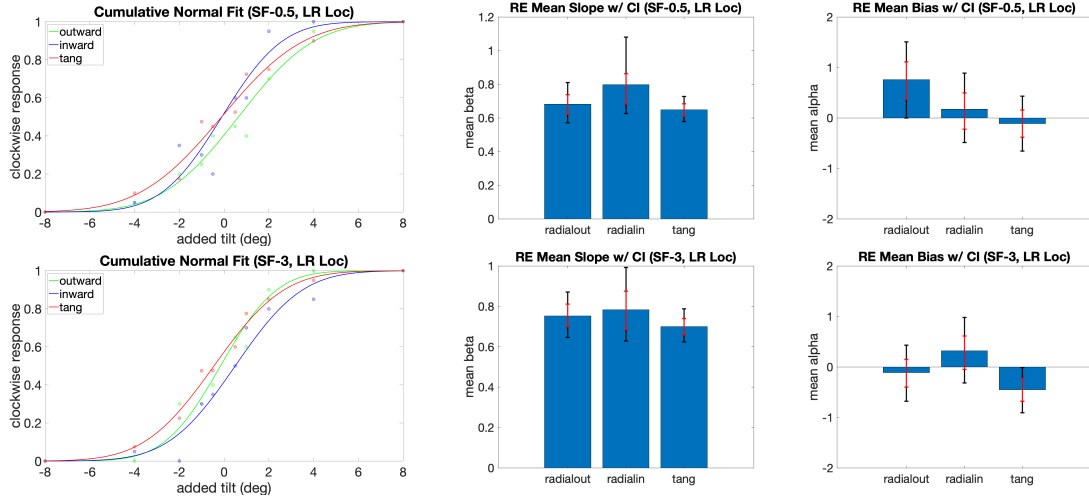 Cumulative Normal Fit (SF-0.5, LR Loc)
clockwise response
1
0.8
0.6
0.4
0.2
0
outward
inward
tang
-8 -6 -4 -2 0 2 4 6 8
added tilt (deg)
RE Mean Slope w/ CI (SF-0.5, LR Loc)
mean beta
1.2
1
0.8
0.6
0.4
0.2
0
radialout radialin tang
RE Mean Bias w/ CI (SF-0.5, LR Loc)
mean alpha
2
1
0
-1
-2
radialout radialin tang
Cumulative Normal Fit (SF-3, LR Loc)
clockwise response
1
0.8
0.6
0.4
0.2
0
outward
inward
tang
-8 -6 -4 -2 0 2 4 6 8
added tilt (deg)
RE Mean Slope w/ CI (SF-3, LR Loc)
mean beta
1
0.8
0.6
0.4
0.2
0
radialout radialin tang
RE Mean Bias w/ CI (SF-3, LR Loc)
mean alpha
2
1
0
-1
-2
radialout radialin tang